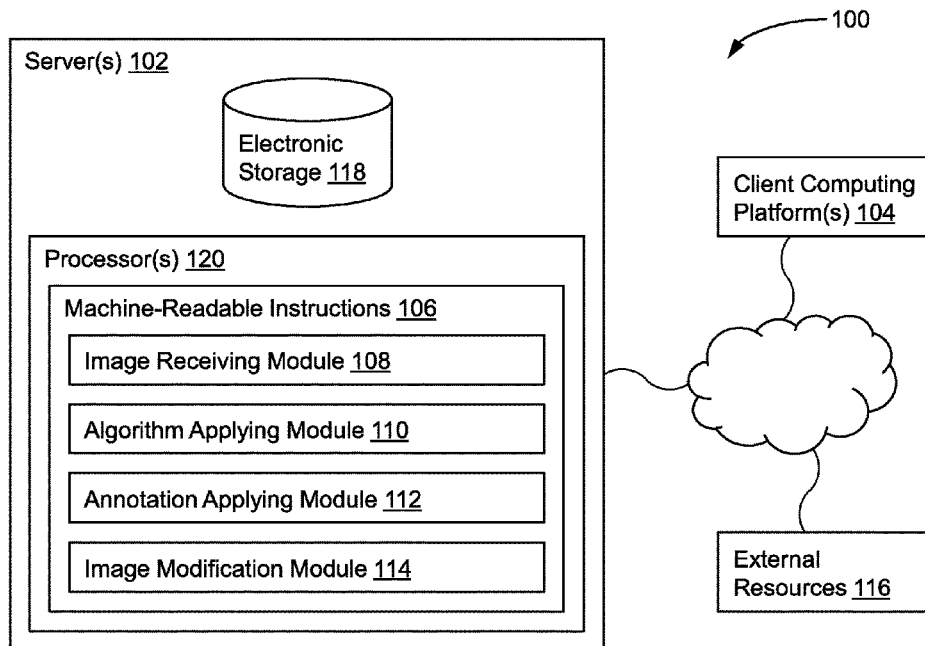 100
Server(s) 102
Electronic
Storage 118
Client Computing
Platform(s) 104
Processor(s) 120
Machine-Readable Instructions 106
Image Receiving Module 108
Algorithm Applying Module 110
Annotation Applying Module 112
Image Modification Module 114
External
Resources 116